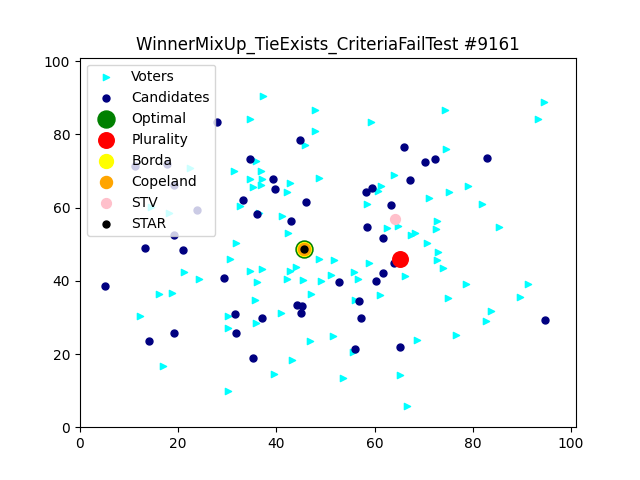 WinnerMixUp_TieExists_CriteriaFailTest #9161
100
80
60
40
20
0
Voters
Candidates
Optimal
Plurality
Borda
Copeland
STV
STAR
0 20 40 60 80 100